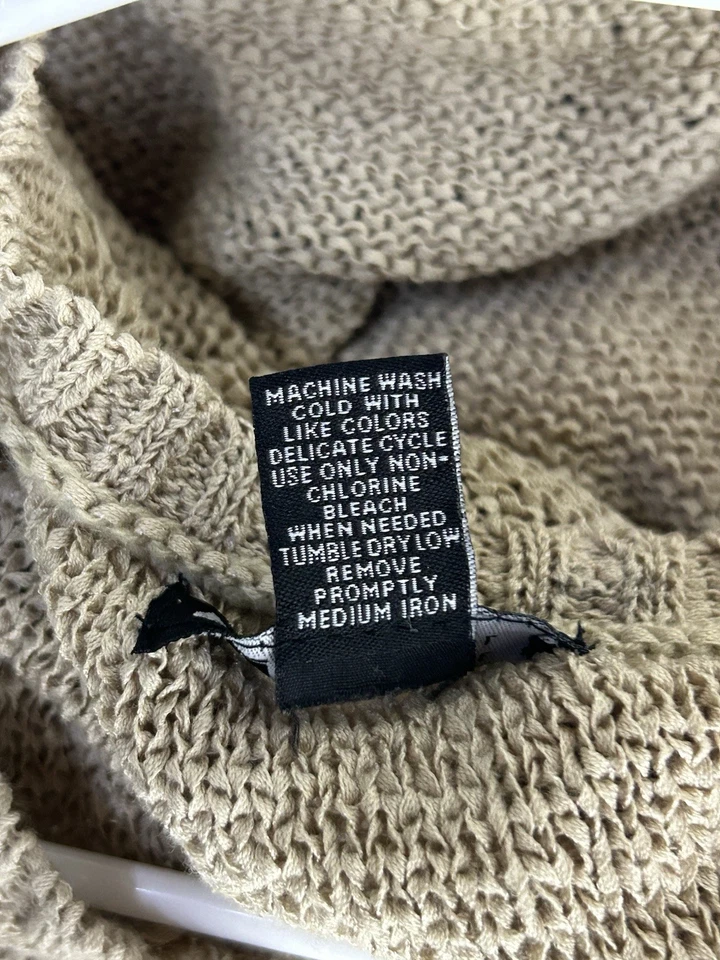 MACHINE WASH
COLD WITH
LIKE COLORS
DELICATE CYCLE
USE ONLY NON-
CHLORINE
BLEACH
WHEN NEEDED
TUMBLE DRY LOW
REMOVE
PROMPTLY
MEDIUM IRON